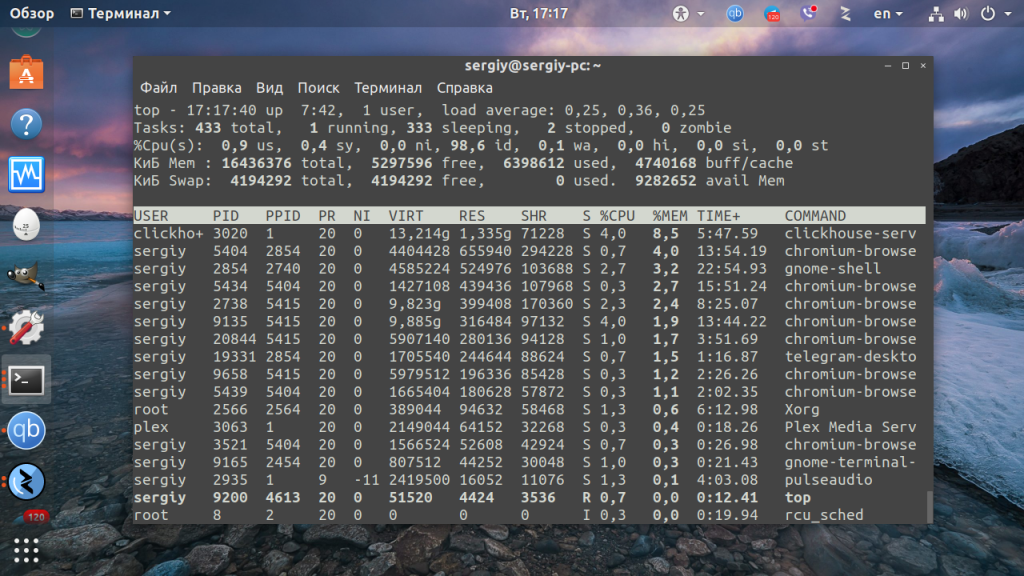 Обзор Терминал Вт, 17:17 120 en
sergiy@sergiy-pc: ~
Файл Правка Вид Поиск Терминал Справка
top - 17:17:40 up  7:42,  1 user,  load average: 0,25, 0,36, 0,25
Tasks: 433 total,   1 running, 333 sleeping,   2 stopped,   0 zombie
%Cpu(s):  0,9 us,  0,4 sy,  0,0 ni, 98,6 id,  0,1 wa,  0,0 hi,  0,0 si,  0,0 st
КиБ Mem : 16436376 total,  5297596 free,  6398612 used,  4740168 buff/cache
КиБ Swap:  4194292 total,  4194292 free,        0 used.  9282652 avail Mem
USER PID PPID PR NI VIRT RES SHR S %CPU %MEM TIME+ COMMAND
clickho+ 3020 1 20 0 13,214g 1,335g 71228 S 4,0 8,5 5:47.59 clickhouse-serv
sergiy 5404 2854 20 0 4404428 655940 294228 S 0,7 4,0 13:54.19 chromium-browse
sergiy 2854 2740 20 0 4585224 524976 103688 S 2,7 3,2 22:54.93 gnome-shell
sergiy 5434 5404 20 0 1427108 439436 107968 S 0,3 2,7 15:51.24 chromium-browse
sergiy 2738 5415 20 0 9,823g 399408 170360 S 2,3 2,4 8:25.07 chromium-browse
sergiy 9135 5415 20 0 9,885g 316484 97132 S 4,0 1,9 13:44.22 chromium-browse
sergiy 20844 5415 20 0 5907140 280136 94128 S 1,0 1,7 3:51.69 chromium-browse
sergiy 19331 2854 20 0 1705540 244644 88624 S 0,7 1,5 1:16.87 telegram-deskto
sergiy 9658 5415 20 0 5979512 196336 85428 S 0,3 1,2 2:26.26 chromium-browse
sergiy 5439 5404 20 0 1665404 180628 57872 S 0,3 1,1 2:02.35 chromium-browse
root 2566 2564 20 0 389044 94632 58468 S 1,3 0,6 6:12.98 Xorg
plex 3063 1 20 0 2149044 64152 32268 S 0,3 0,4 0:18.26 Plex Media Serv
sergiy 3521 5404 20 0 1566524 52608 42924 S 0,7 0,3 0:26.98 chromium-browse
sergiy 9165 2454 20 0 807512 44252 30048 S 1,0 0,3 0:21.43 gnome-terminal-
sergiy 2935 1 9 -11 2419500 16052 11076 S 1,3 0,1 4:03.08 pulseaudio
sergiy 9200 4613 20 0 51520 4424 3536 R 0,7 0,0 0:12.41 top
root 8 2 20 0 0 0 0 I 0,3 0,0 0:19.94 rcu_sched
qb
120